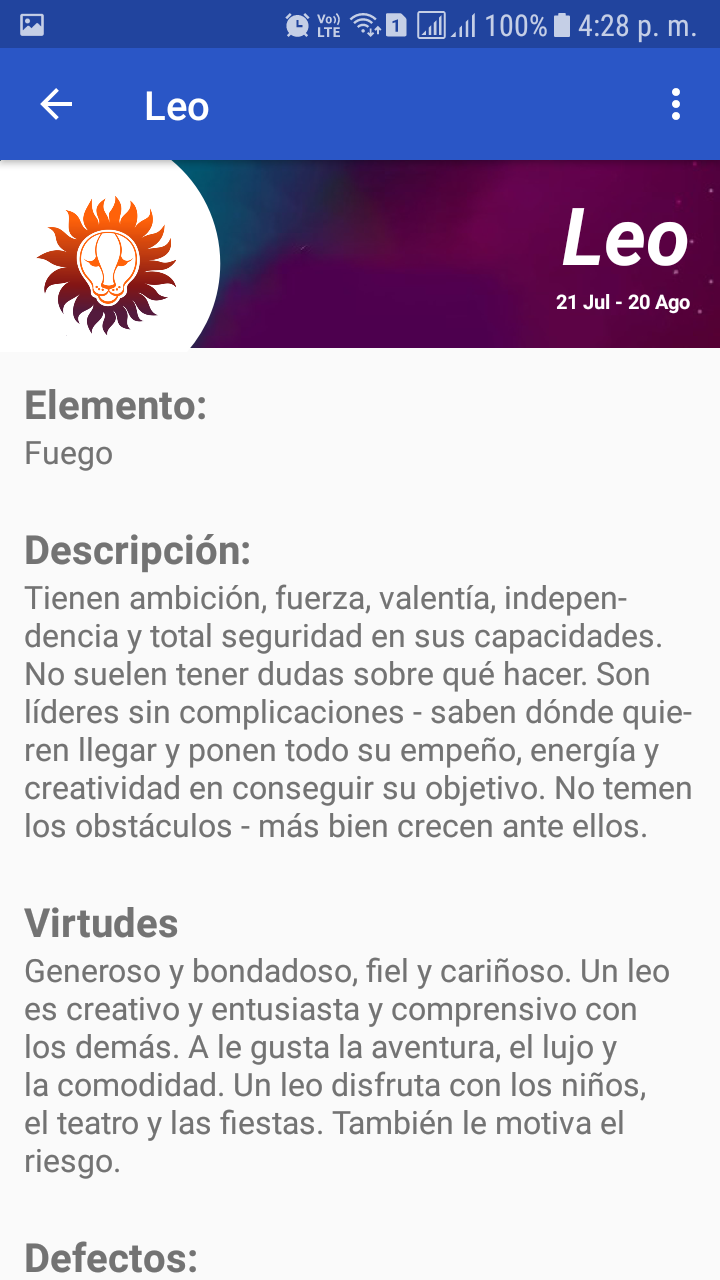 Vo)) LTE 1 100% 4:28 p. m.
Leo
Leo
21 Jul - 20 Ago
Elemento:
Fuego
Descripción:
Tienen ambición, fuerza, valentía, indepen-
dencia y total seguridad en sus capacidades.
No suelen tener dudas sobre qué hacer. Son
líderes sin complicaciones - saben dónde quie-
ren llegar y ponen todo su empeño, energía y
creatividad en conseguir su objetivo. No temen
los obstáculos - más bien crecen ante ellos.
Virtudes
Generoso y bondadoso, fiel y cariñoso. Un leo
es creativo y entusiasta y comprensivo con
los demás. A le gusta la aventura, el lujo y
la comodidad. Un leo disfruta con los niños,
el teatro y las fiestas. También le motiva el
riesgo.
Defectos: